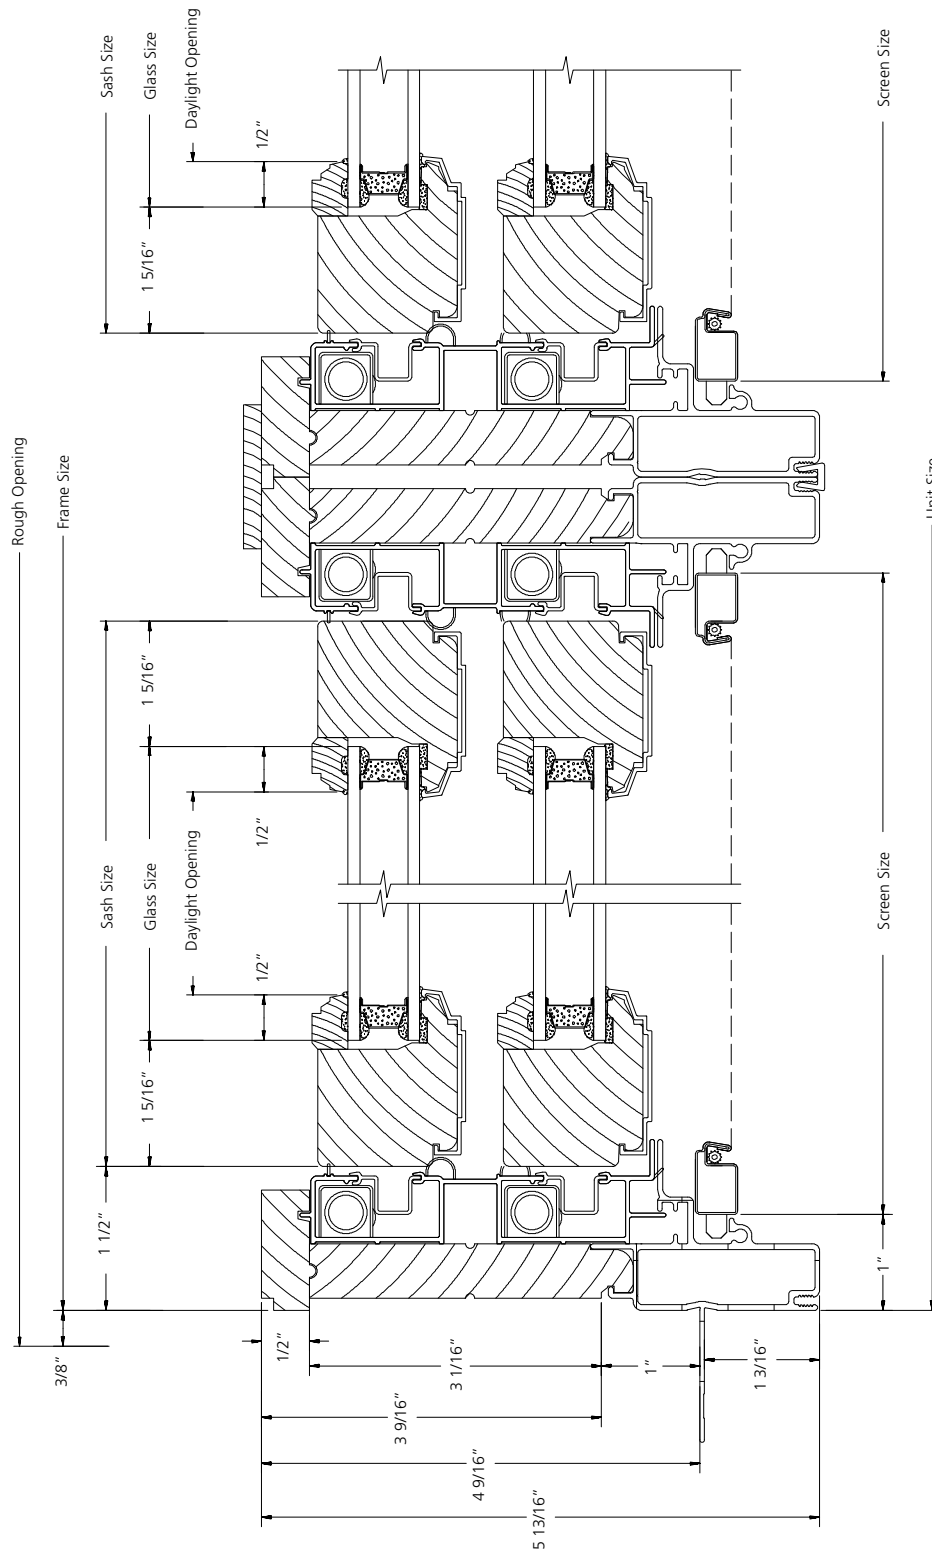 Rough Opening
3/8"
Frame Size
1 1/2"
Sash Size
Sash Size
1 5/16"
Glass Size
1 5/16"
1 5/16"
Glass Size
Daylight Opening
Daylight Opening
1/2"
1/2"
1/2"
1/2"
3 9/16"
3 1/16"
4 9/16"
5 13/16"
1"
1 3/16"
1"
Screen Size
Screen Size
Unit Size